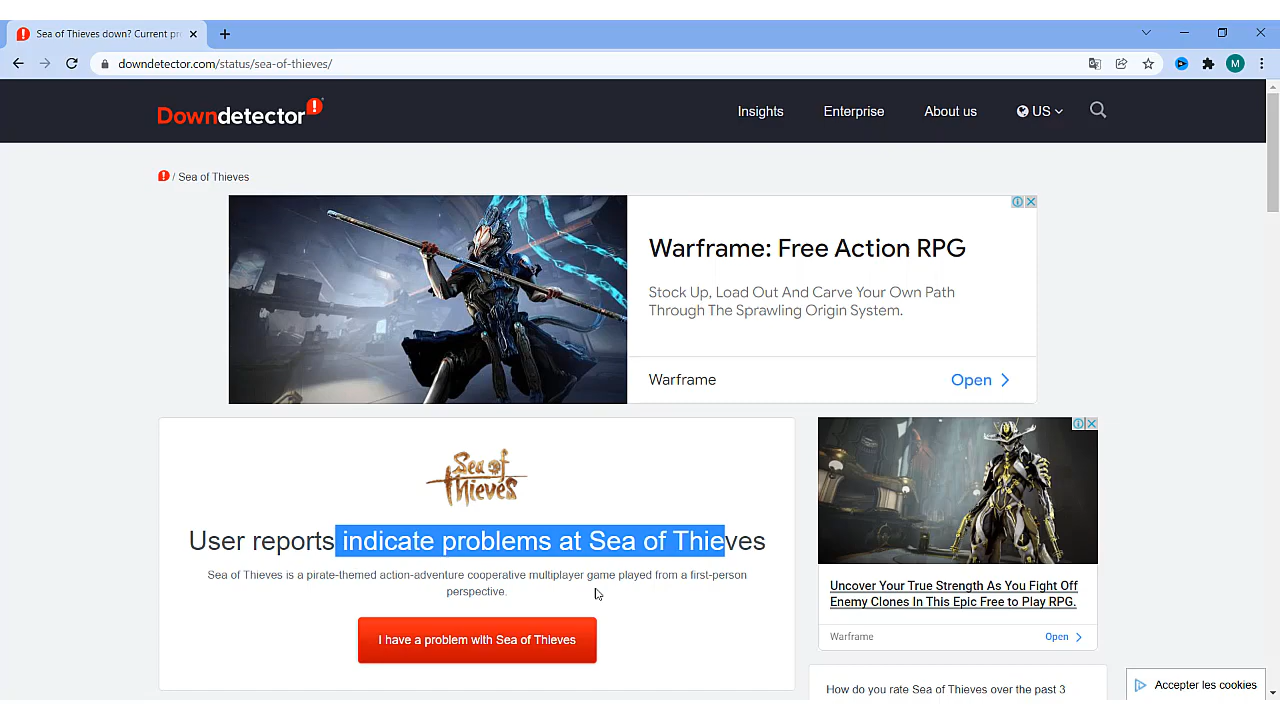 Sea of Thieves down? Current pr
downdetector.com/status/sea-of-thieves/
M
Downdetector
Insights
Enterprise
About us
US
/ Sea of Thieves
Warframe: Free Action RPG
Stock Up, Load Out And Carve Your Own Path
Through The Sprawling Origin System.
Warframe
Open
Sea of
Thieves
User reports indicate problems at Sea of Thieves
Sea of Thieves is a pirate-themed action-adventure cooperative multiplayer game played from a first-person
perspective.
I have a problem with Sea of Thieves
Uncover Your True Strength As You Fight Off
Enemy Clones In This Epic Free to Play RPG.
Warframe
Open
How do you rate Sea of Thieves over the past 3
Accepter les cookies